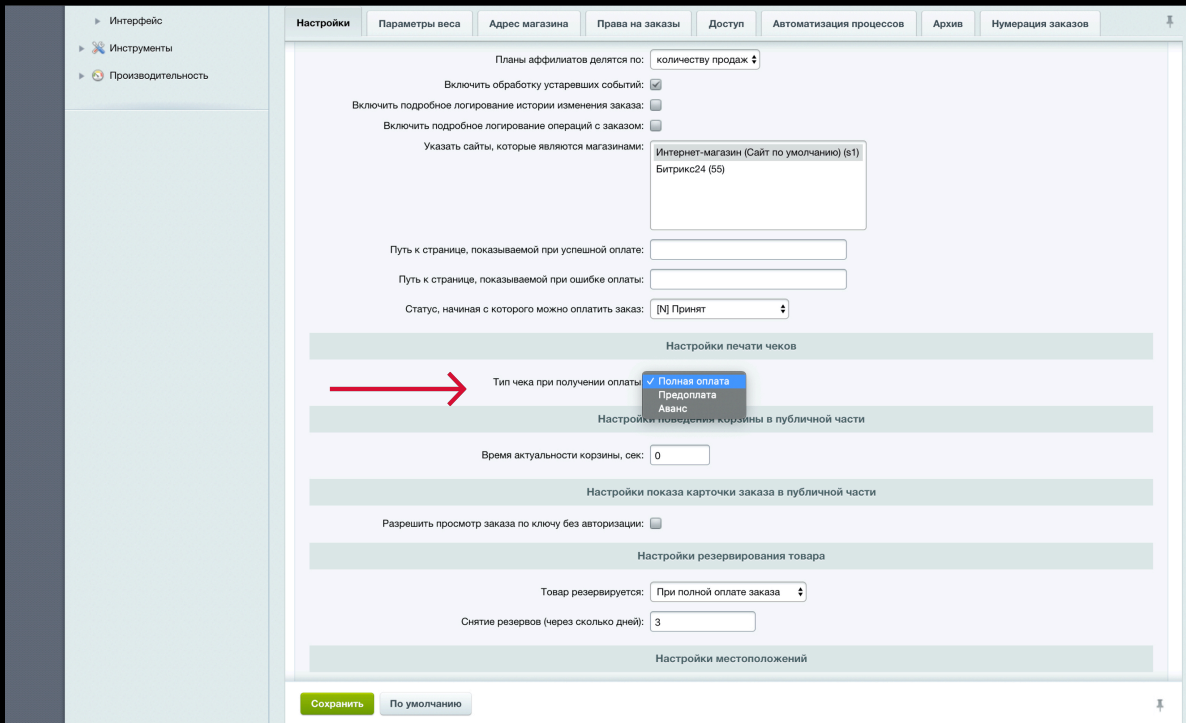 Интерфейс
Инструменты
Производительность
Настройки
Параметры веса
Адрес магазина
Права на заказы
Доступ
Автоматизация процессов
Архив
Нумерация заказов
Планы аффилиатов делятся по: количеству продаж
Включить обработку устаревших событий:
Включить подробное логирование истории изменения заказа:
Включить подробное логирование операций с заказом:
Указать сайты, которые являются магазинами:
Интернет-магазин (Сайт по умолчанию) (s1)
Битрикс24 (55)
Путь к странице, показываемой при успешной оплате:
Путь к странице, показываемой при ошибке оплаты:
Статус, начиная с которого можно оплатить заказ: [N] Принят
Настройки печати чеков
Тип чека при получении оплаты
Полная оплата
Предоплата
Аванс
Настройки поведения корзины в публичной части
Время актуальности корзины, сек: 0
Настройки показа карточки заказа в публичной части
Разрешить просмотр заказа по ключу без авторизации:
Настройки резервирования товара
Товар резервируется: При полной оплате заказа
Снятие резервов (через сколько дней): 3
Настройки местоположений
Сохранить
По умолчанию